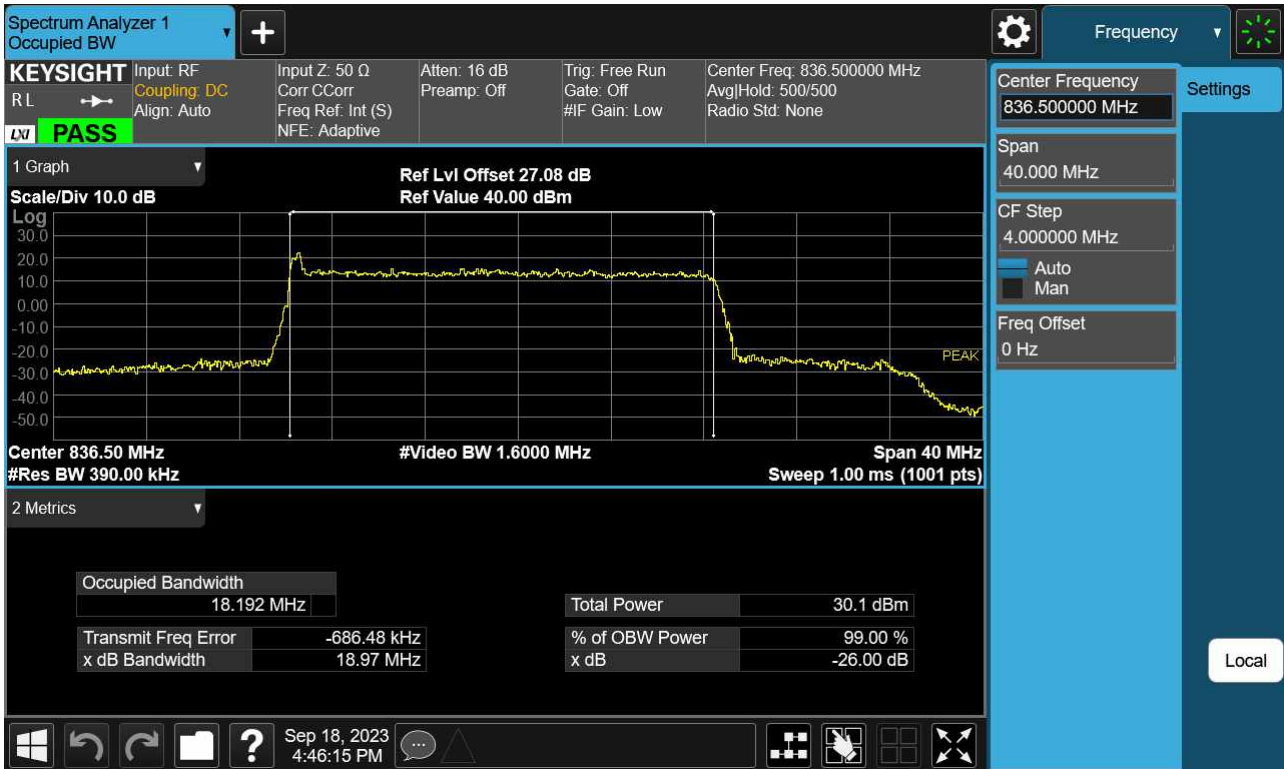 Spectrum Analyzer 1
Occupied BW
+
Frequency
KEYSIGHT
R L
LXI
PASS
Input: RF
Coupling: DC
Align: Auto
Input Z: 50 Ω
Corr CCorr
Freq Ref: Int (S)
NFE: Adaptive
Atten: 16 dB
Preamp: Off
Trig: Free Run
Gate: Off
#IF Gain: Low
Center Freq: 836.500000 MHz
Avg|Hold: 500/500
Radio Std: None
Center Frequency
836.500000 MHz
Settings
Span
40.000 MHz
CF Step
4.000000 MHz
Auto
Man
Freq Offset
0 Hz
Local
1 Graph
Scale/Div 10.0 dB
Ref Lvl Offset 27.08 dB
Ref Value 40.00 dBm
Log
30.0
20.0
10.0
0.00
-10.0
-20.0
-30.0
-40.0
-50.0
PEAK
Center 836.50 MHz
#Video BW 1.6000 MHz
Span 40 MHz
#Res BW 390.00 kHz
Sweep 1.00 ms (1001 pts)
2 Metrics
Occupied Bandwidth
18.192 MHz
Total Power 30.1 dBm
Transmit Freq Error -686.48 kHz
% of OBW Power 99.00 %
x dB Bandwidth 18.97 MHz
x dB -26.00 dB
?
Sep 18, 2023
4:46:15 PM